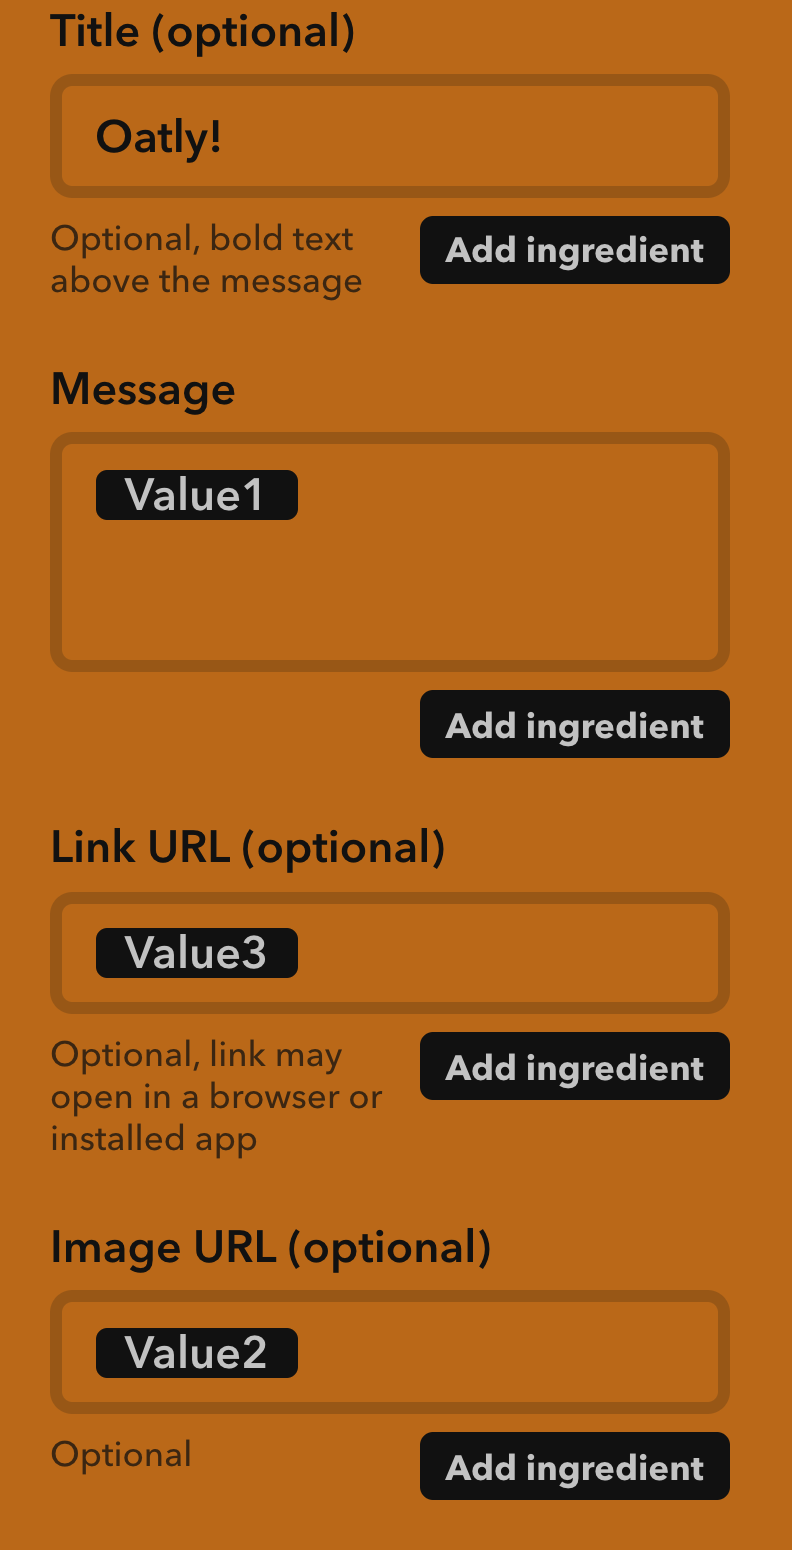 Title (optional)
Oatly!
Optional, bold text
above the message
Add ingredient
Message
Value1
Add ingredient
Link URL (optional)
Value3
Optional, link may
open in a browser or
installed app
Add ingredient
Image URL (optional)
Value2
Optional
Add ingredient